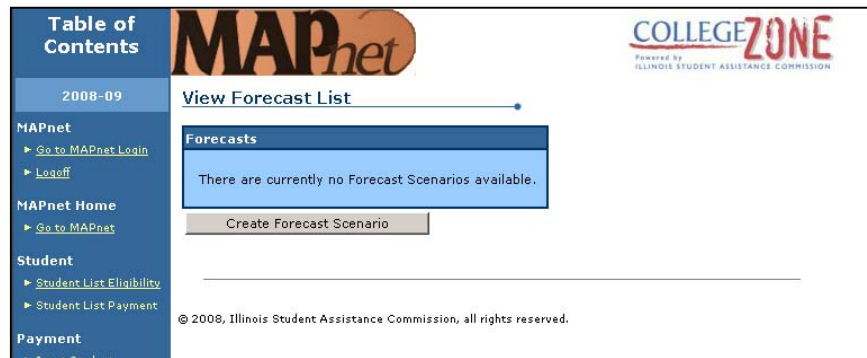 Table of
Contents
2008-09
MAPnet
Go to MAPnet Login
Logoff
MAPnet Home
Go to MAPnet
Student
Student List Eligibility
Student List Payment
Payment
MAPnet
COLLEGE ZONE
Powered by
ILLINOIS STUDENT ASSISTANCE COMMISSION
View Forecast List
Forecasts
There are currently no Forecast Scenarios available.
Create Forecast Scenario
© 2008, Illinois Student Assistance Commission, all rights reserved.